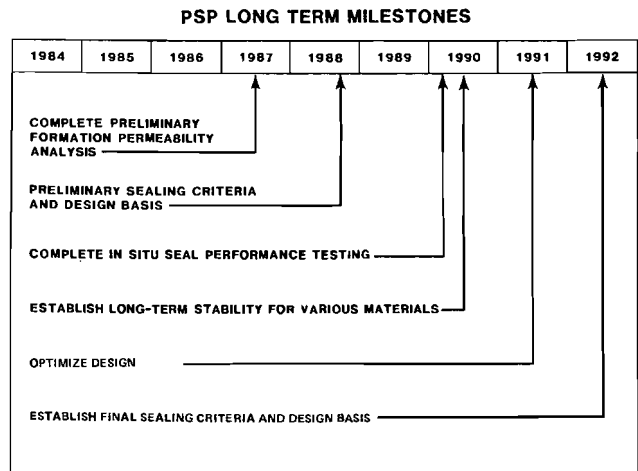 PSP LONG TERM MILESTONES
1984 1985 1986 1987 1988 1989 1990 1991 1992
COMPLETE PRELIMINARY
FORMATION PERMEABILITY
ANALYSIS
PRELIMINARY SEALING CRITERIA
AND DESIGN BASIS
COMPLETE IN SITU SEAL PERFORMANCE TESTING
ESTABLISH LONG-TERM STABILITY FOR VARIOUS MATERIALS
OPTIMIZE DESIGN
ESTABLISH FINAL SEALING CRITERIA AND DESIGN BASIS